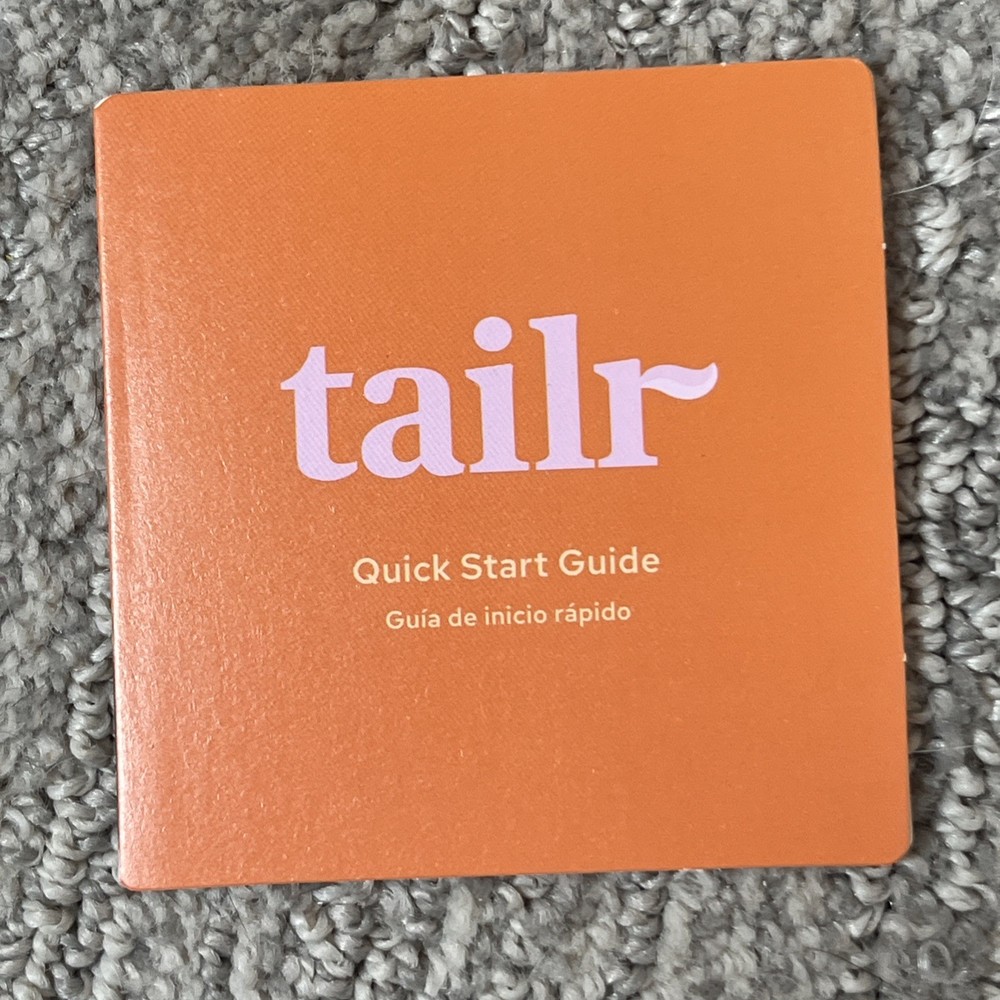 tailr
Quick Start Guide
Guía de inicio rápido